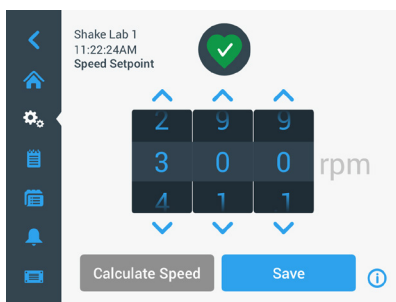 Shake Lab 1
11:22:24AM
Speed Setpoint
2 9 9
3 0 0 rpm
4 1 1
Calculate Speed Save